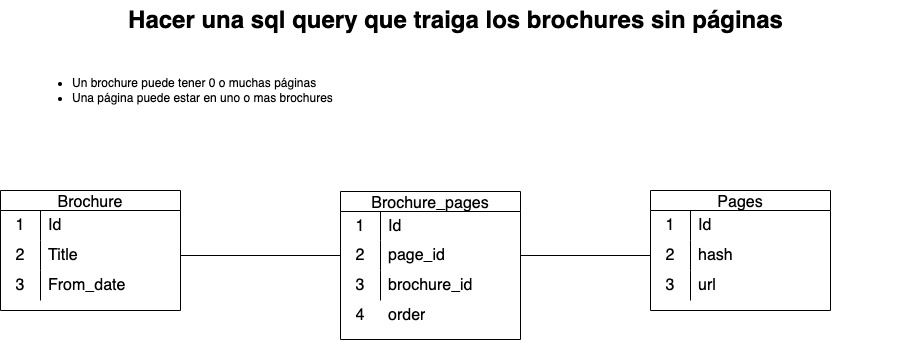 Hacer una sql query que traiga los brochures sin páginas
• Un brochure puede tener 0 o muchas páginas
• Una página puede estar en uno o mas brochures
Brochure
1 Id
2 Title
3 From_date
Brochure_pages
1 Id
2 page_id
3 brochure_id
4 order
Pages
1 Id
2 hash
3 url